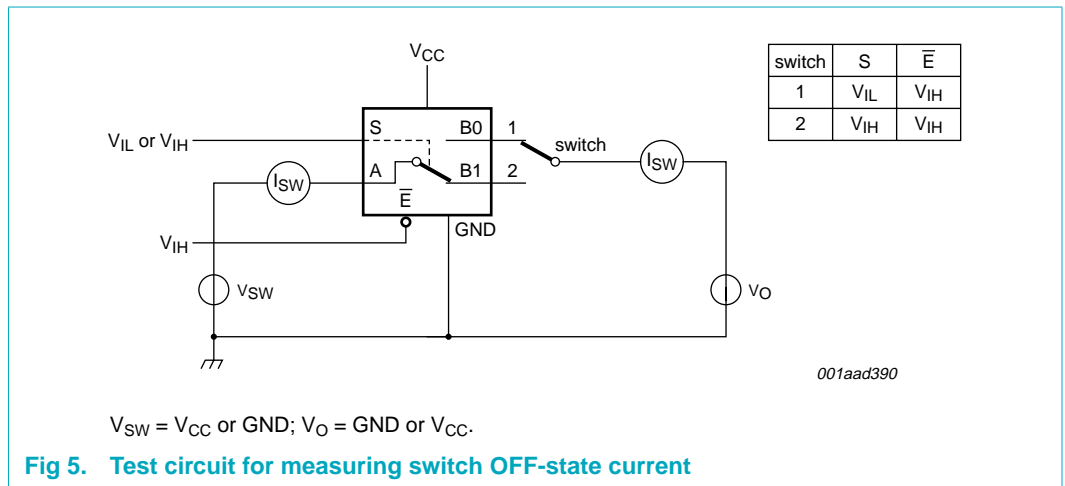 VCC
switch S E̅
1 VIL VIH
2 VIH VIH
VIL or VIH
S B0 1 switch
ISW A B1 2 ISW
E̅
GND
VIH
VSW VO
001aad390
VSW = VCC or GND; VO = GND or VCC.
Fig 5. Test circuit for measuring switch OFF-state current